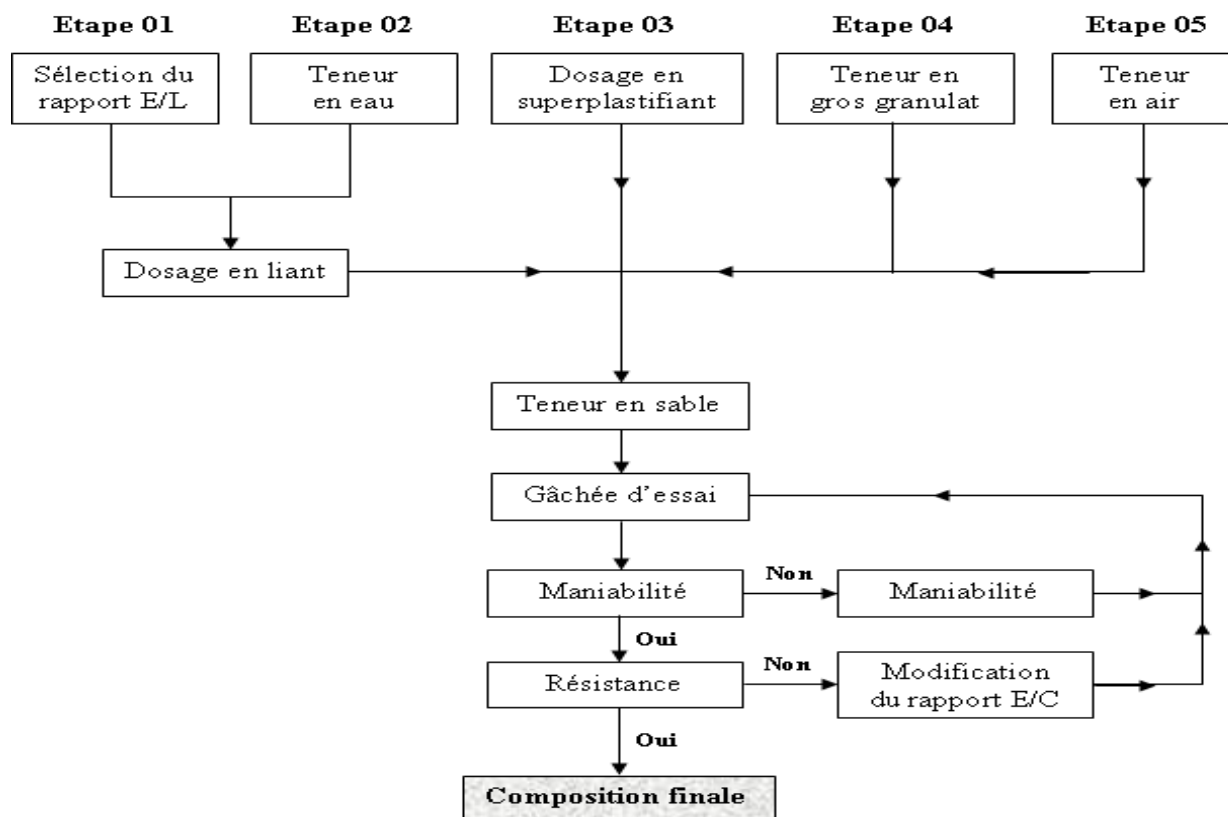 Etape 01
Etape 02
Etape 03
Etape 04
Etape 05
Sélection du
rapport E/L
Teneur
en eau
Dosage en
superplastifiant
Teneur en
gros granulat
Teneur
en air
Dosage en liant
Teneur en sable
Gâchée d'essai
Maniabilité
Non
Maniabilité
Oui
Résistance
Non
Modification
du rapport E/C
Oui
Composition finale